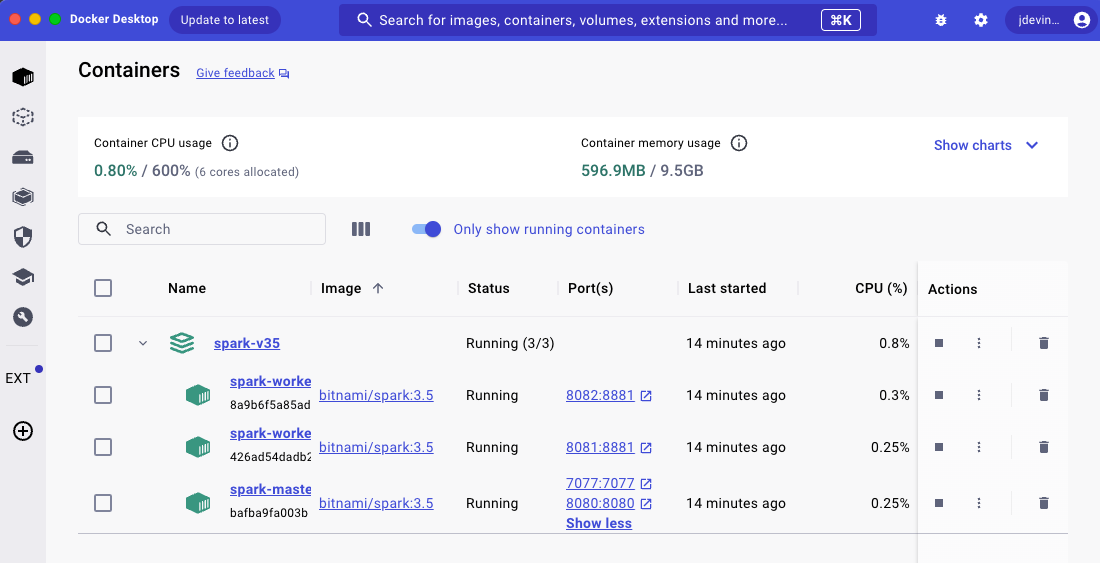 Docker Desktop
Update to latest
Search for images, containers, volumes, extensions and more...
⌘K
jdevin...
Containers
Give feedback
Container CPU usage
0.80% / 600% (6 cores allocated)
Container memory usage
596.9MB / 9.5GB
Show charts
Search
Only show running containers
Name Image Status Port(s) Last started CPU (%) Actions
spark-v35 Running (3/3) 14 minutes ago 0.8%
spark-worke
8a9b6f5a85ad
bitnami/spark:3.5 Running 8082:8881 14 minutes ago 0.3%
spark-worke
426ad54dadb2
bitnami/spark:3.5 Running 8081:8881 14 minutes ago 0.25%
spark-maste
bafba9fa003b
bitnami/spark:3.5 Running
7077:7077
8080:8080
Show less
14 minutes ago 0.25%
EXT